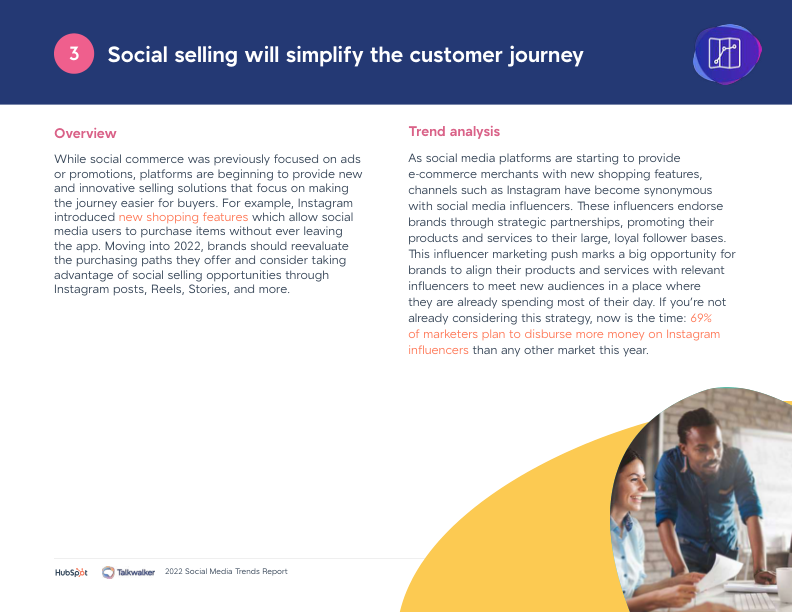 3
Social selling will simplify the customer journey
Overview
While social commerce was previously focused on ads
or promotions, platforms are beginning to provide new
and innovative selling solutions that focus on making
the journey easier for buyers. For example, Instagram
introduced new shopping features which allow social
media users to purchase items without ever leaving
the app. Moving into 2022, brands should reevaluate
the purchasing paths they offer and consider taking
advantage of social selling opportunities through
Instagram posts, Reels, Stories, and more.
Trend analysis
As social media platforms are starting to provide
e-commerce merchants with new shopping features,
channels such as Instagram have become synonymous
with social media influencers. These influencers endorse
brands through strategic partnerships, promoting their
products and services to their large, loyal follower bases.
This influencer marketing push marks a big opportunity for
brands to align their products and services with relevant
influencers to meet new audiences in a place where
they are already spending most of their day. If you’re not
already considering this strategy, now is the time: 69%
of marketers plan to disburse more money on Instagram
influencers than any other market this year.
HubSpot
Talkwalker
2022 Social Media Trends Report